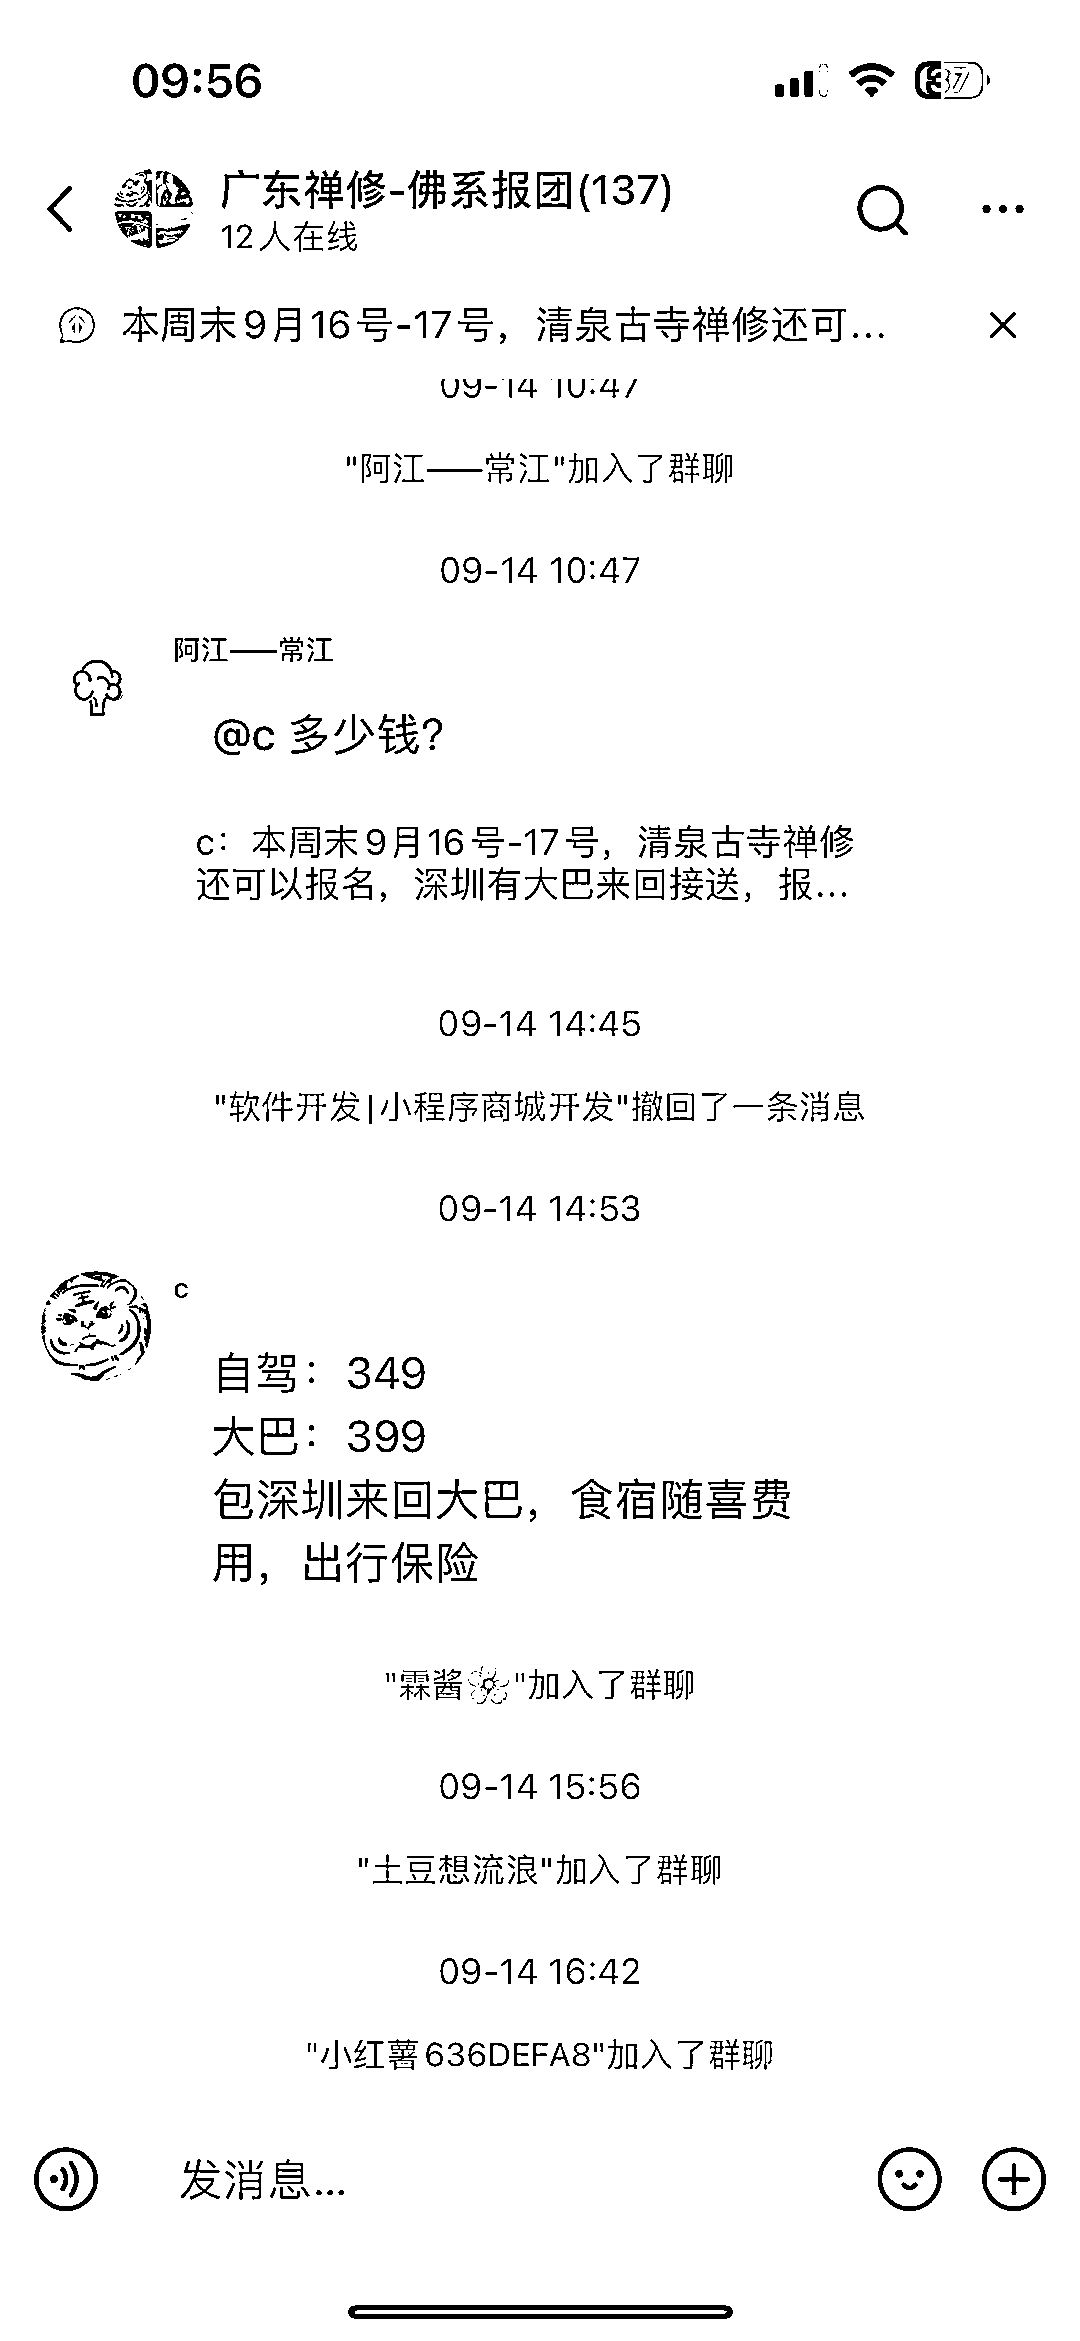 09:56
广东禅修-佛系报团(137)
12人在线
本周末9月16号-17号，清泉古寺禅修还可...
09-14 10:47
"阿江——常江"加入了群聊
09-14 10:47
阿江——常江
@c 多少钱?
c：本周末9月16号-17号，清泉古寺禅修
还可以报名，深圳有大巴来回接送，报...
09-14 14:45
"软件开发|小程序商城开发"撤回了一条消息
09-14 14:53
c
自驾：349
大巴：399
包深圳来回大巴，食宿随喜费
用，出行保险
"霖酱🌸"加入了群聊
09-14 15:56
"土豆想流浪"加入了群聊
09-14 16:42
"小红薯636DEFA8"加入了群聊
发消息...